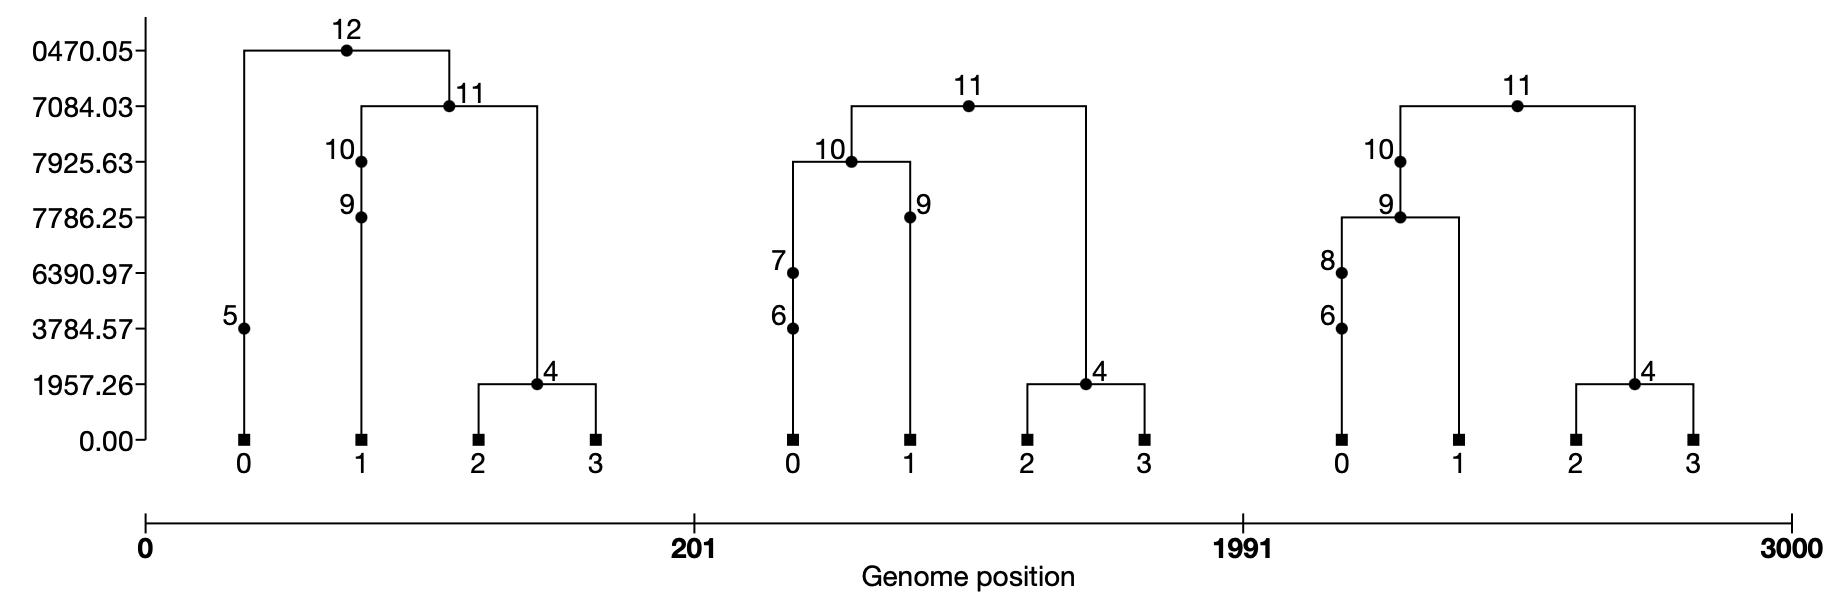 12
0470.05
7084.03 11 11 11
7925.63 10 10 10
7786.25 9 9 9
6390.97 7 8
3784.57 5 6 6
1957.26 4 4 4
0.00
0 1 2 3 0 1 2 3 0 1 2 3
0 201 1991 3000
Genome position